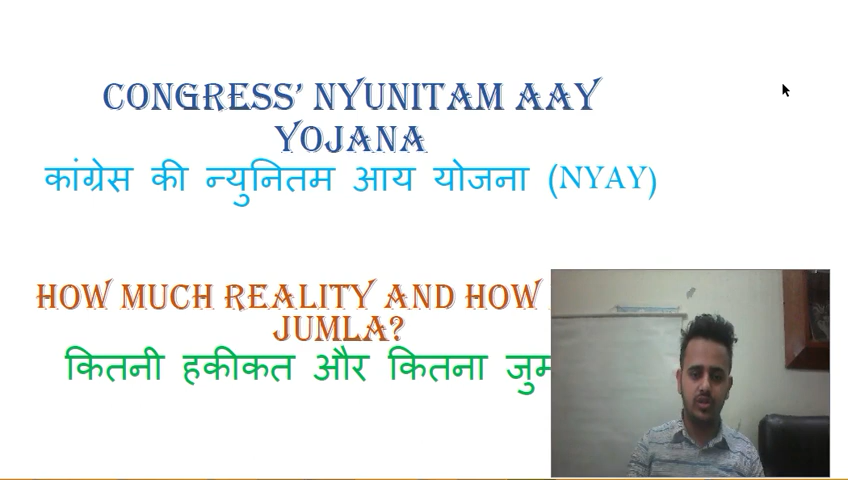 CONGRESS' NYUNITAM AAY
YOJANA
कांग्रेस की न्युनितम आय योजना (NYAY)
HOW MUCH REALITY AND HOW
JUMLA?
कितनी हकीकत और कितना